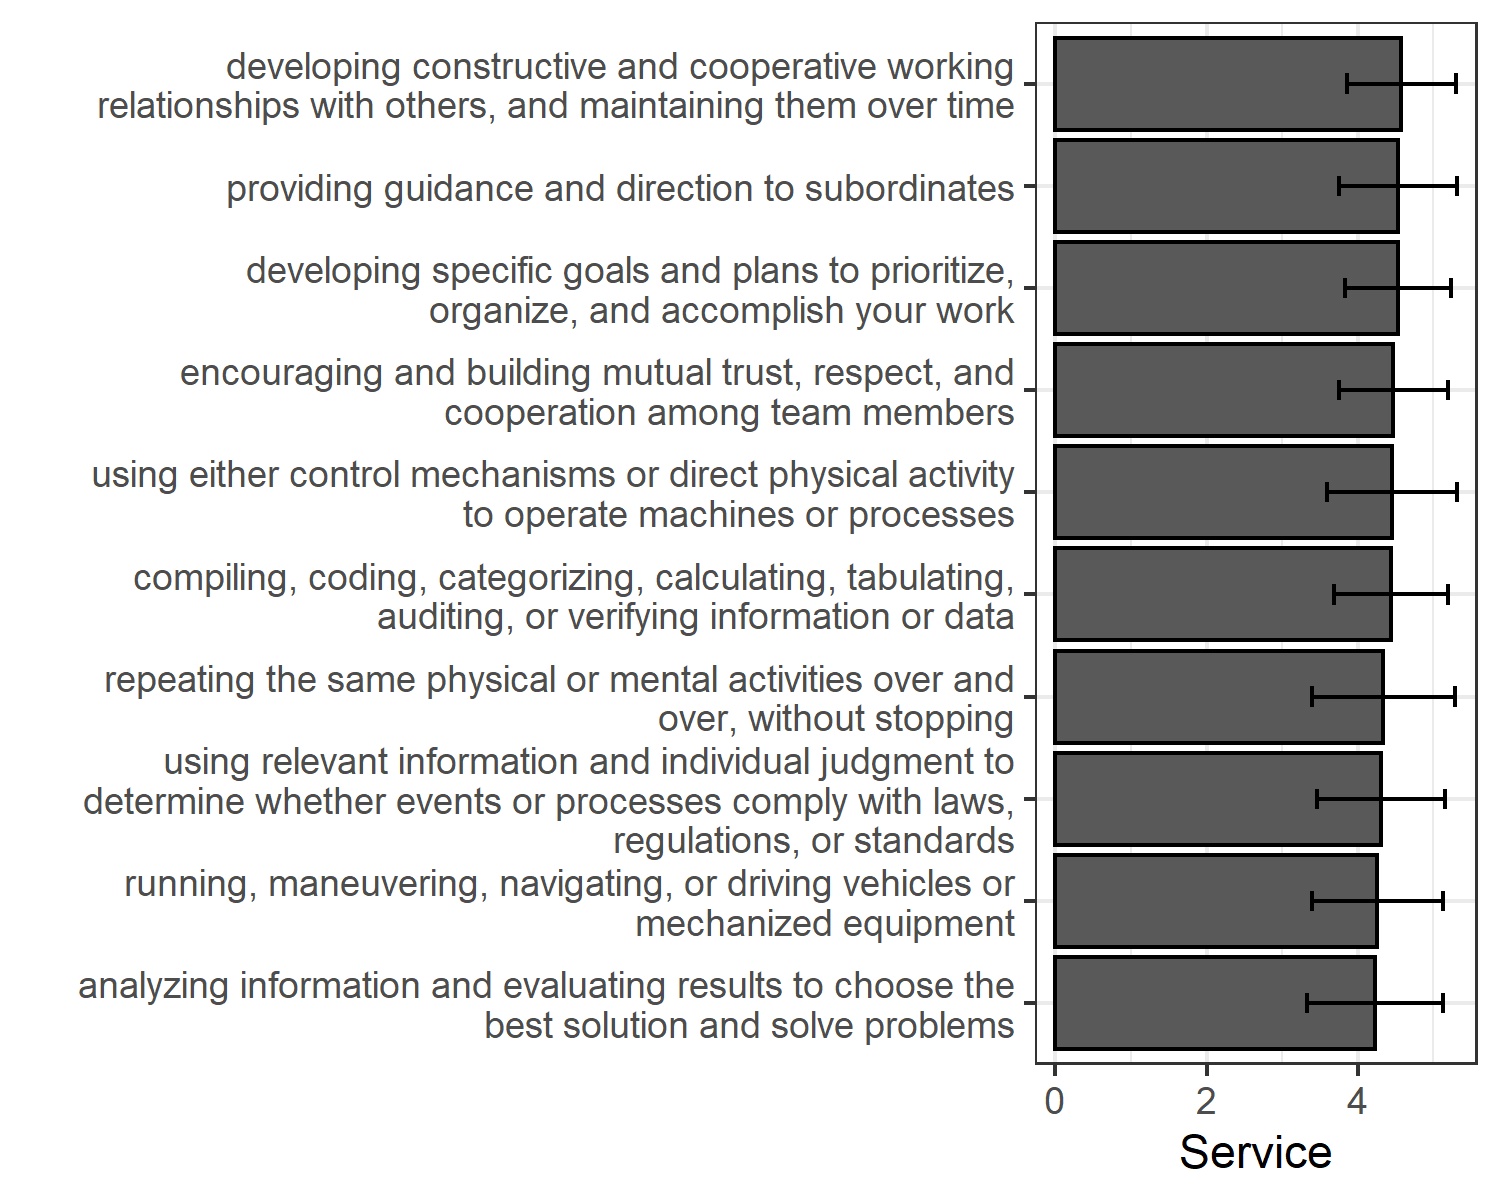 developing constructive and cooperative working
relationships with others, and maintaining them over time
providing guidance and direction to subordinates
developing specific goals and plans to prioritize,
organize, and accomplish your work
encouraging and building mutual trust, respect, and
cooperation among team members
using either control mechanisms or direct physical activity
to operate machines or processes
compiling, coding, categorizing, calculating, tabulating,
auditing, or verifying information or data
repeating the same physical or mental activities over and
over, without stopping
using relevant information and individual judgment to
determine whether events or processes comply with laws,
regulations, or standards
running, maneuvering, navigating, or driving vehicles or
mechanized equipment
analyzing information and evaluating results to choose the
best solution and solve problems
0 2 4
Service